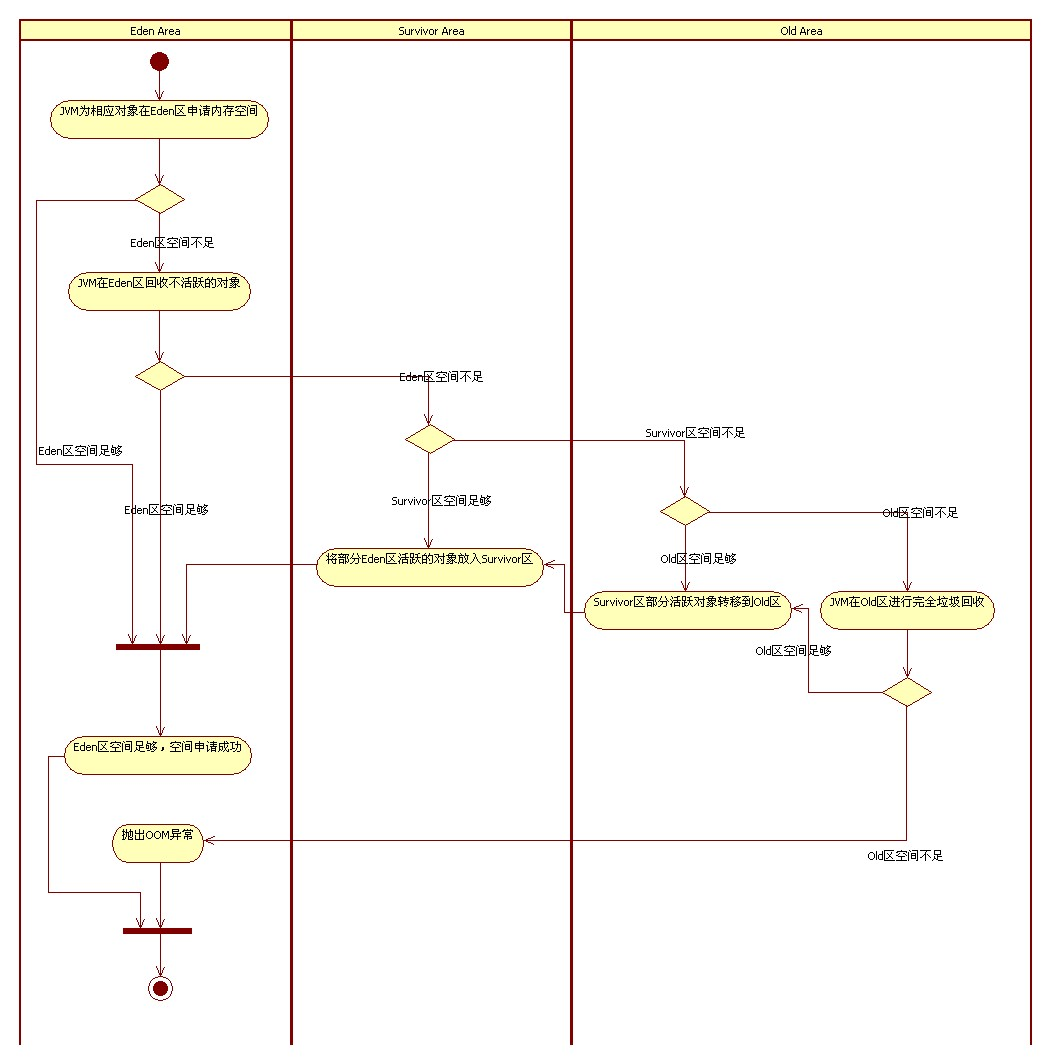 Eden Area
Survivor Area
Old Area
JVM为相应对象在Eden区申请内存空间
Eden区空间不足
JVM在Eden区回收不活跃的对象
Eden区空间不足
Survivor区空间不足
Eden区空间足够
Survivor区空间足够
Eden区空间足够
Old区空间不足
将部分Eden区活跃的对象放入Survivor区
Old区空间足够
Survivor区部分活跃对象转移到Old区
JVM在Old区进行完全垃圾回收
Old区空间足够
Eden区空间足够，空间申请成功
抛出OOM异常
Old区空间不足